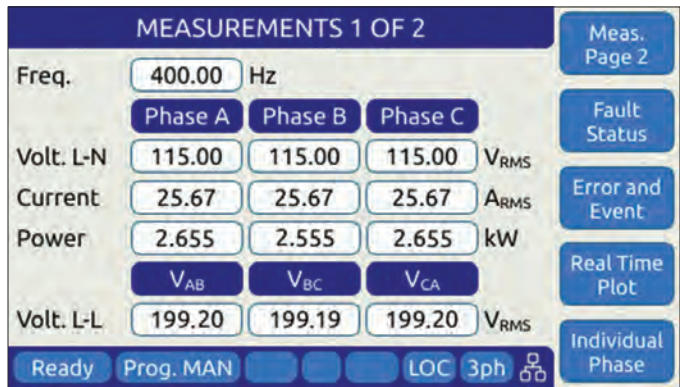 MEASUREMENTS 1 OF 2
Freq. 400.00 Hz
Phase A Phase B Phase C
Volt. L-N 115.00 115.00 115.00 VRMS
Current 25.67 25.67 25.67 ARMS
Power 2.655 2.555 2.655 kW
VAB VBC VCA
Volt. L-L 199.20 199.19 199.20 VRMS
Ready Prog. MAN LOC 3ph
Meas.
Page 2
Fault
Status
Error and
Event
Real Time
Plot
Individual
Phase